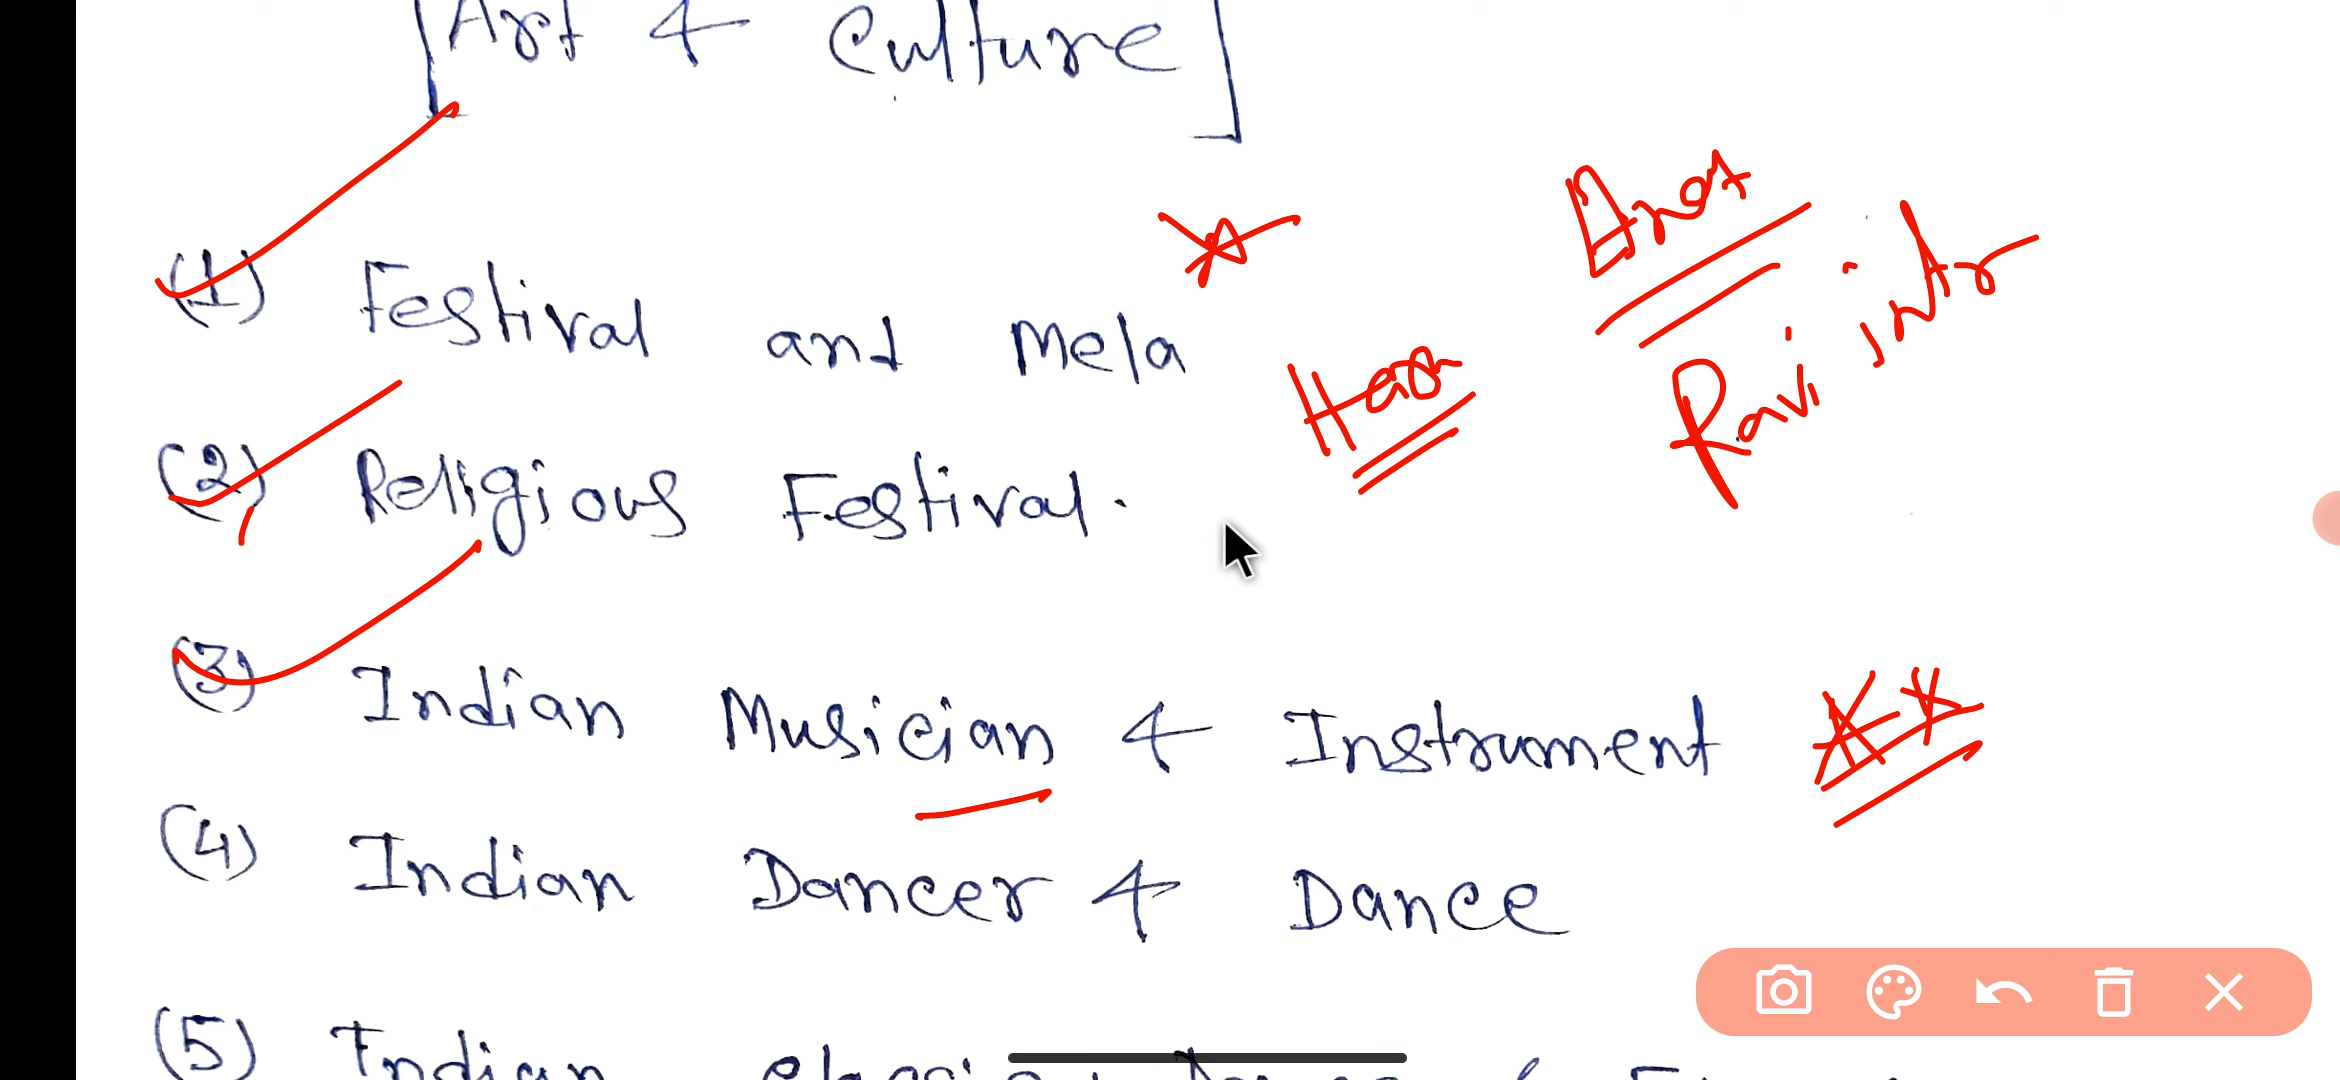 [Art & Culture]
(1) Festival and Mela
(2) Religious Festival.
(3) Indian Musician & Instrument
(4) Indian Dancer & Dance
(5) Indian
Ravi